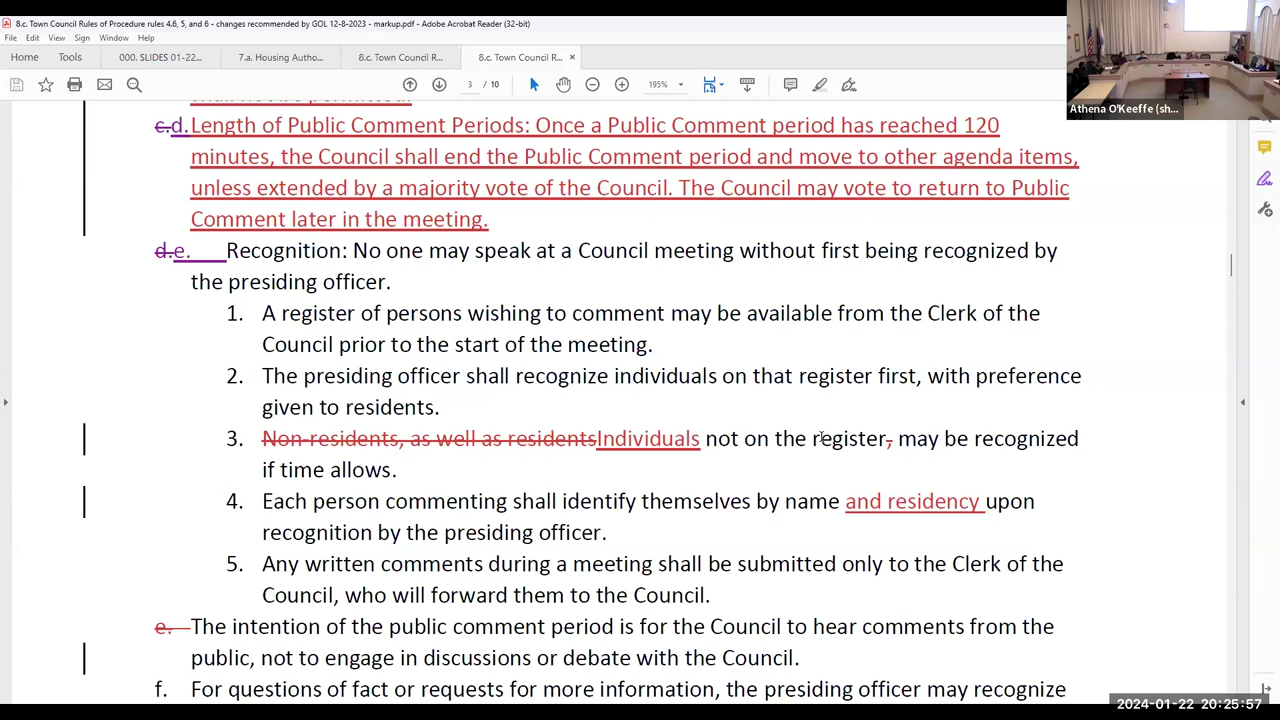 8.c. Town Council Rules of Procedure rules 4.6, 5, and 6 - changes recommended by GOL 12-8-2023 - markup.pdf - Adobe Acrobat Reader (32-bit)
File Edit View Sign Window Help
Home Tools 000. SLIDES 01-22... 7.a. Housing Autho... 8.c. Town Council R... 8.c. Town Council R... ×
3 / 10 195%
Athena O'Keeffe (sh...
c.d. Length of Public Comment Periods: Once a Public Comment period has reached 120
minutes, the Council shall end the Public Comment period and move to other agenda items,
unless extended by a majority vote of the Council. The Council may vote to return to Public
Comment later in the meeting.
d.e. Recognition: No one may speak at a Council meeting without first being recognized by
the presiding officer.
1. A register of persons wishing to comment may be available from the Clerk of the
Council prior to the start of the meeting.
2. The presiding officer shall recognize individuals on that register first, with preference
given to residents.
3. Non-residents, as well as residentsIndividuals not on the register, may be recognized
if time allows.
4. Each person commenting shall identify themselves by name and residency upon
recognition by the presiding officer.
5. Any written comments during a meeting shall be submitted only to the Clerk of the
Council, who will forward them to the Council.
e. The intention of the public comment period is for the Council to hear comments from the
public, not to engage in discussions or debate with the Council.
f. For questions of fact or requests for more information, the presiding officer may recognize
2024-01-22 20:25:57